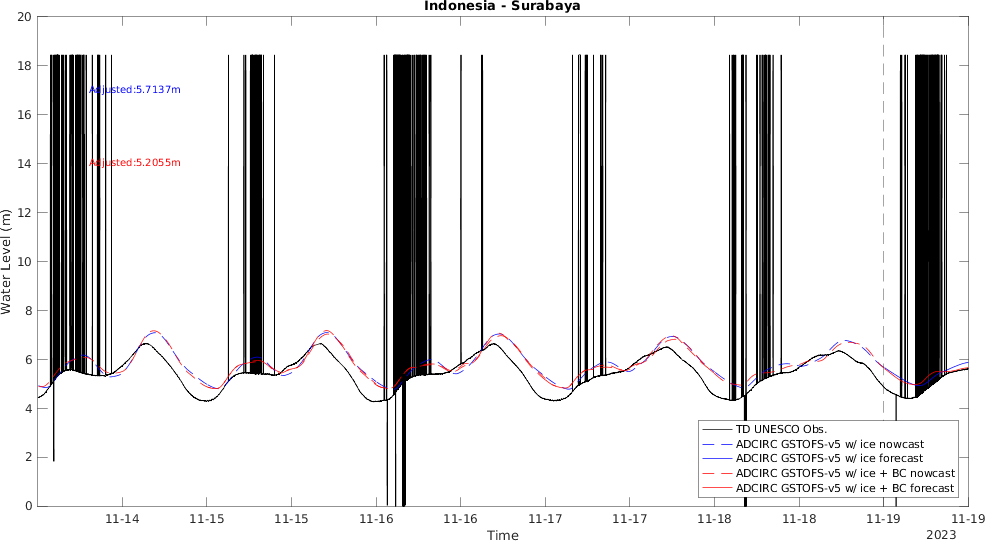 Indonesia - Surabaya
20
18
16
14
12
10
8
6
4
2
0
Water Level (m)
Adjusted:5.7137m
Adjusted:5.2055m
TD UNESCO Obs.
ADCIRC GSTOFS-v5 w/ ice nowcast
ADCIRC GSTOFS-v5 w/ ice forecast
ADCIRC GSTOFS-v5 w/ ice + BC nowcast
ADCIRC GSTOFS-v5 w/ ice + BC forecast
11-14 11-15 11-15 11-16 11-16 11-17 11-17 11-18 11-18 11-19 11-19
Time
2023